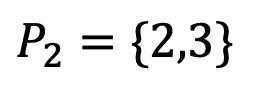 P₂ = {2,3}